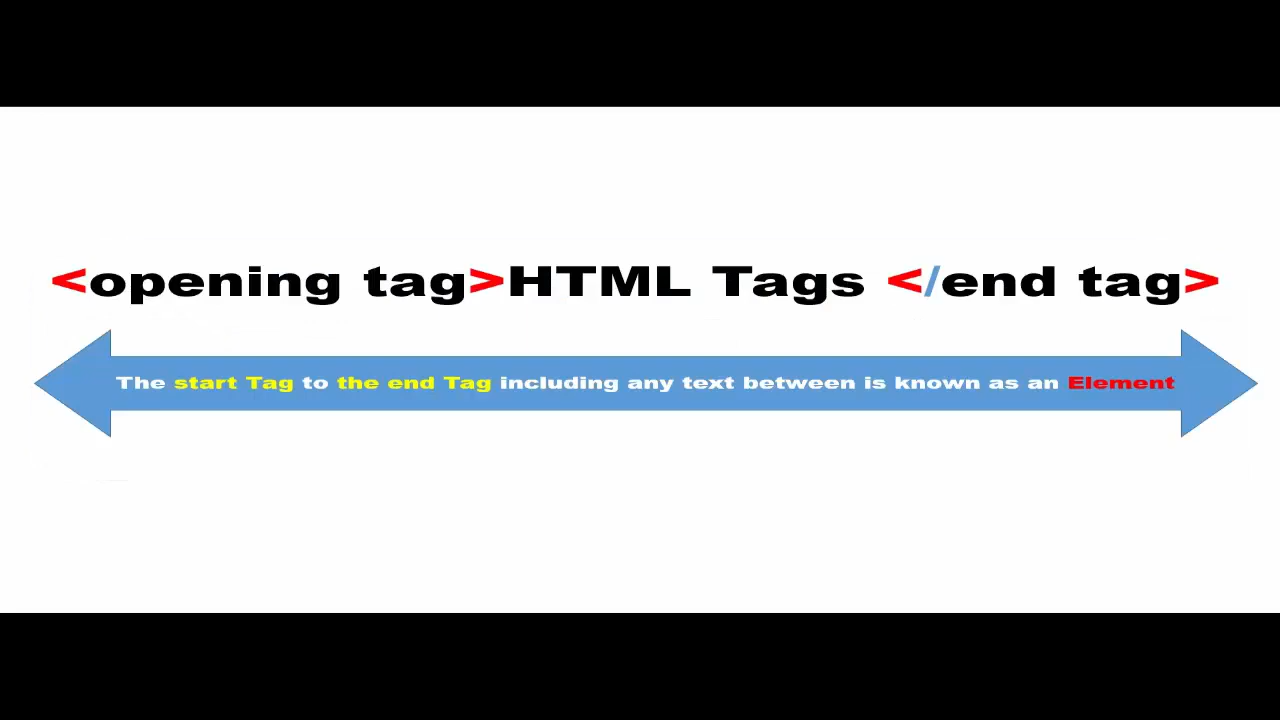 <opening tag>HTML Tags </end tag>
The start Tag to the end Tag including any text between is known as an Element